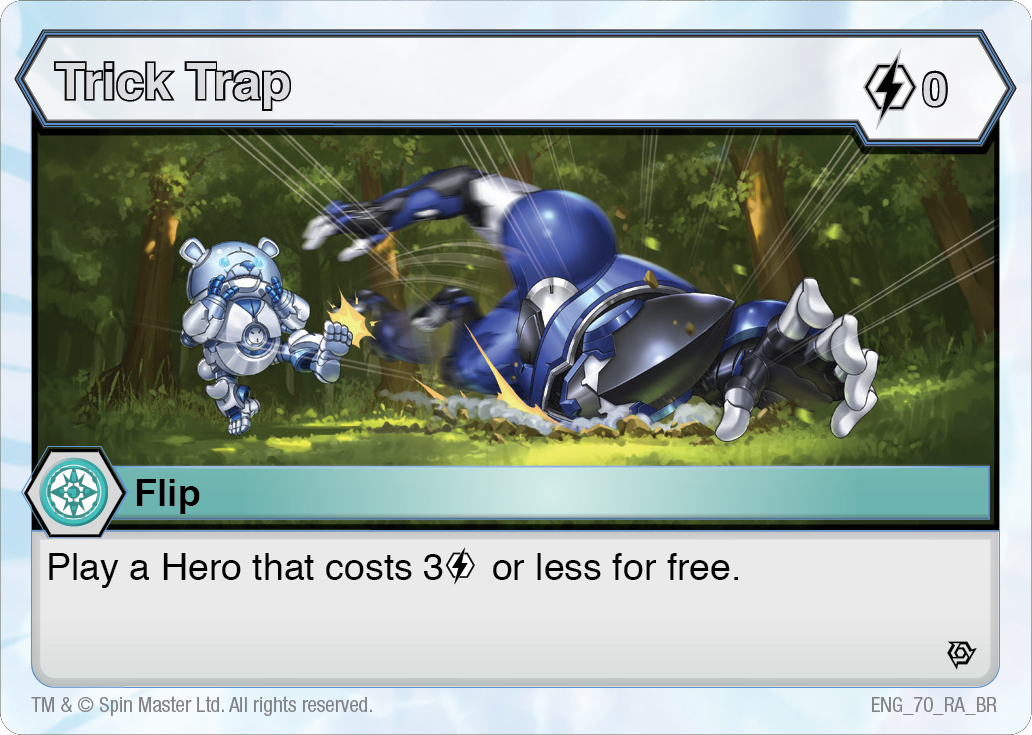 Trick Trap
0
Flip
Play a Hero that costs 3 or less for free.
TM & © Spin Master Ltd. All rights reserved.
ENG_70_RA_BR